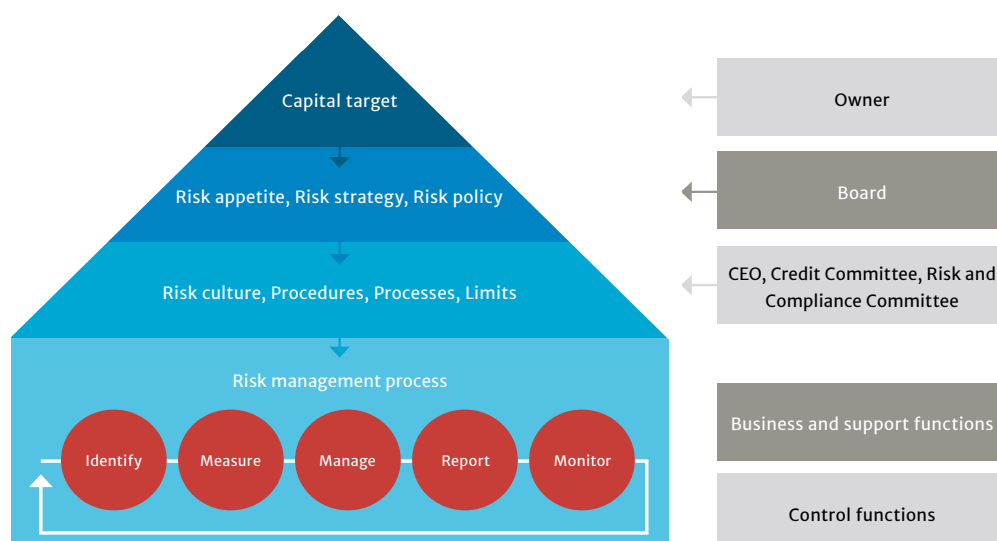 Capital target
Owner
Risk appetite, Risk strategy, Risk policy
Board
Risk culture, Procedures, Processes, Limits
CEO, Credit Committee, Risk and
Compliance Committee
Risk management process
Identify
Measure
Manage
Report
Monitor
Business and support functions
Control functions